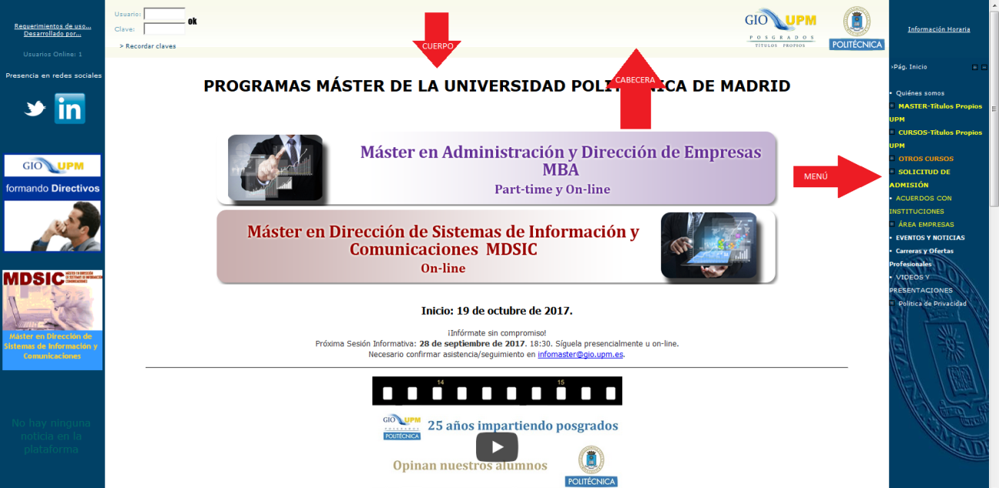 Requerimientos de uso...
Desarrollado por...
Usuarios Online: 1
Presencia en redes sociales
in
GIO UPM
formando Directivos
MDSIC
Máster en Dirección de
Sistemas de Información y
Comunicaciones
No hay ninguna
noticia en la
plataforma
Usuario:
Clave:
ok
> Recordar claves
CUERPO
CABECERA
GIO UPM
POSGRADOS
TÍTULOS PROPIOS
POLITÉCNICA
PROGRAMAS MÁSTER DE LA UNIVERSIDAD POLIT NICA DE MADRID
Máster en Administración y Dirección de Empresas
MBA
Part-time y On-line
Máster en Dirección de Sistemas de Información y
Comunicaciones MDSIC
On-line
Inicio: 19 de octubre de 2017.
¡Infórmate sin compromiso!
Próxima Sesión Informativa: 28 de septiembre de 2017. 18:30. Síguela presencialmente u on-line.
Necesario confirmar asistencia/seguimiento en infomaster@gio.upm.es.
14 15
GIO UPM
POSGRADOS
POLITÉCNICA
25 años impartiendo posgrados
Opinan nuestros alumnos
POLITÉCNICA
MENÚ
Información Horaria
›Pág. Inicio
• Quiénes somos
MASTER-Títulos Propios
UPM
CURSOS-Títulos Propios
UPM
OTROS CURSOS
SOLICITUD DE
ADMISIÓN
• ACUERDOS CON
INSTITUCIONES
ÁREA EMPRESAS
• EVENTOS Y NOTICIAS
• Carreras y Ofertas
Profesionales
• VIDEOS Y
PRESENTACIONES
Política de Privacidad